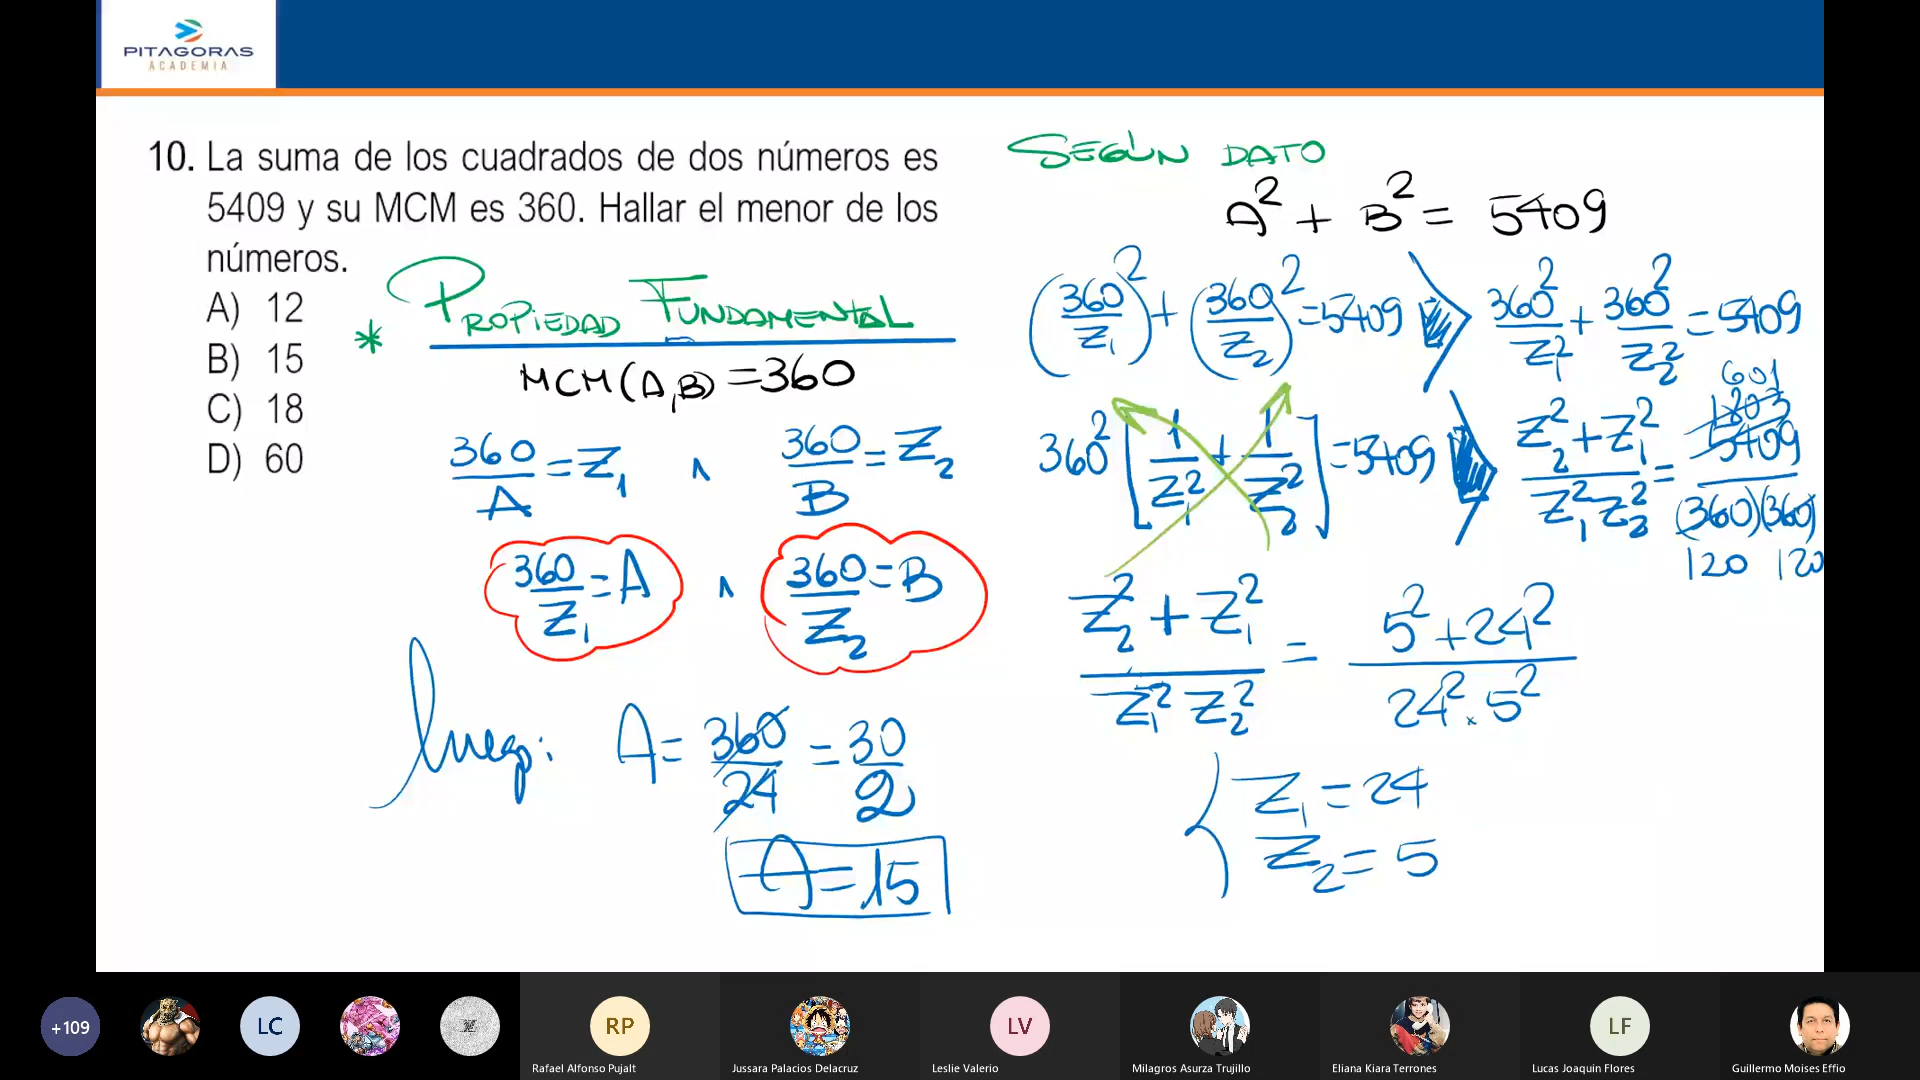 PITAGORAS
ACADEMIA
10. La suma de los cuadrados de dos números es
5409 y su MCM es 360. Hallar el menor de los
números.
A) 12
B) 15
C) 18
D) 60
* PROPIEDAD FUNDAMENTAL
MCM(A,B) = 360
360/A = Z₁ ∧ 360/B = Z₂
360/Z₁ = A ∧ 360/Z₂ = B
luego: A = 360/24 = 30/2
A = 15
SEGÚN DATO
A² + B² = 5409
(360/Z₁)² + (360/Z₂)² = 5409
360²/Z₁² + 360²/Z₂² = 5409
360² [1/Z₁² + 1/Z₂²] = 5409
601
1803
(Z₂² + Z₁²)/(Z₁² Z₂²) = 5409/(360)(360)
120 120
(Z₂² + Z₁²)/(Z₁² Z₂²) = (5² + 24²)/(24² × 5²)
Z₁ = 24
Z₂ = 5
+109
LC
RP
LV
LF
Rafael Alfonso Pujalt
Jussara Palacios Delacruz
Leslie Valerio
Milagros Asurza Trujillo
Eliana Kiara Terrones
Lucas Joaquin Flores
Guillermo Moises Effio